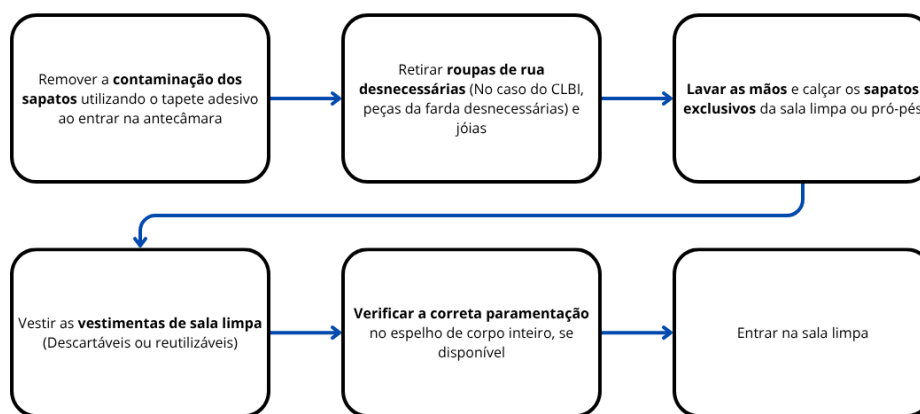 Remover a contaminação dos
sapatos utilizando o tapete adesivo
ao entrar na antecâmara
Retirar roupas de rua
desnecessárias (No caso do CLBI,
peças da farda desnecessárias) e
jóias
Lavar as mãos e calçar os sapatos
exclusivos da sala limpa ou pró-pés
Vestir as vestimentas de sala limpa
(Descartáveis ou reutilizáveis)
Verificar a correta paramentação
no espelho de corpo inteiro, se
disponível
Entrar na sala limpa